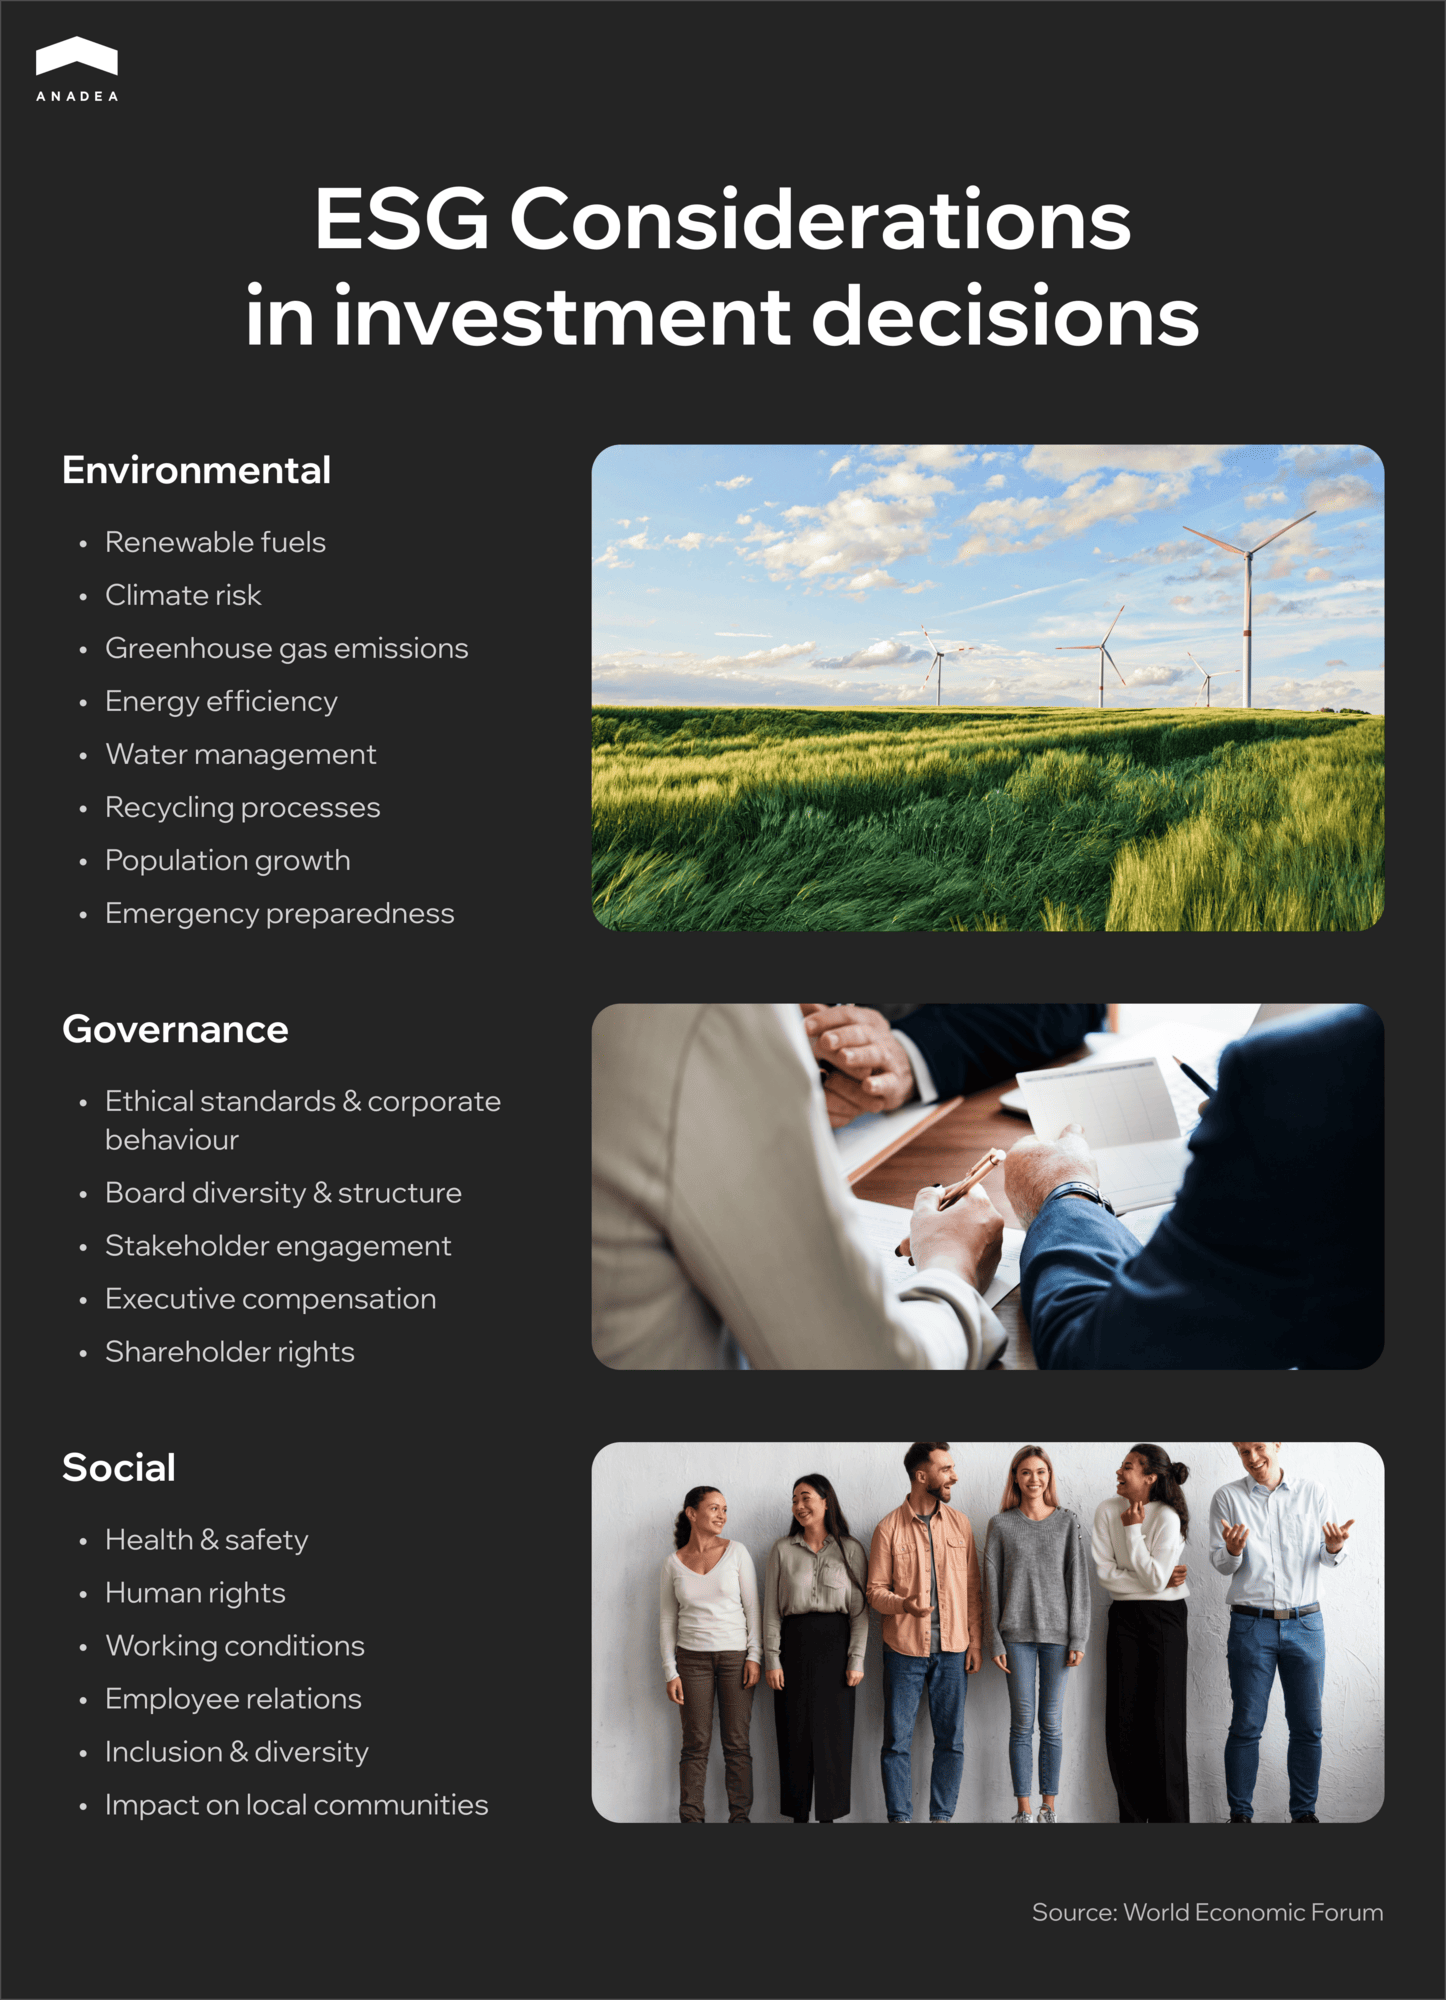 ANADEA
ESG Considerations
in investment decisions
Environmental
• Renewable fuels
• Climate risk
• Greenhouse gas emissions
• Energy efficiency
• Water management
• Recycling processes
• Population growth
• Emergency preparedness
Governance
• Ethical standards & corporate
behaviour
• Board diversity & structure
• Stakeholder engagement
• Executive compensation
• Shareholder rights
Social
• Health & safety
• Human rights
• Working conditions
• Employee relations
• Inclusion & diversity
• Impact on local communities
Source: World Economic Forum